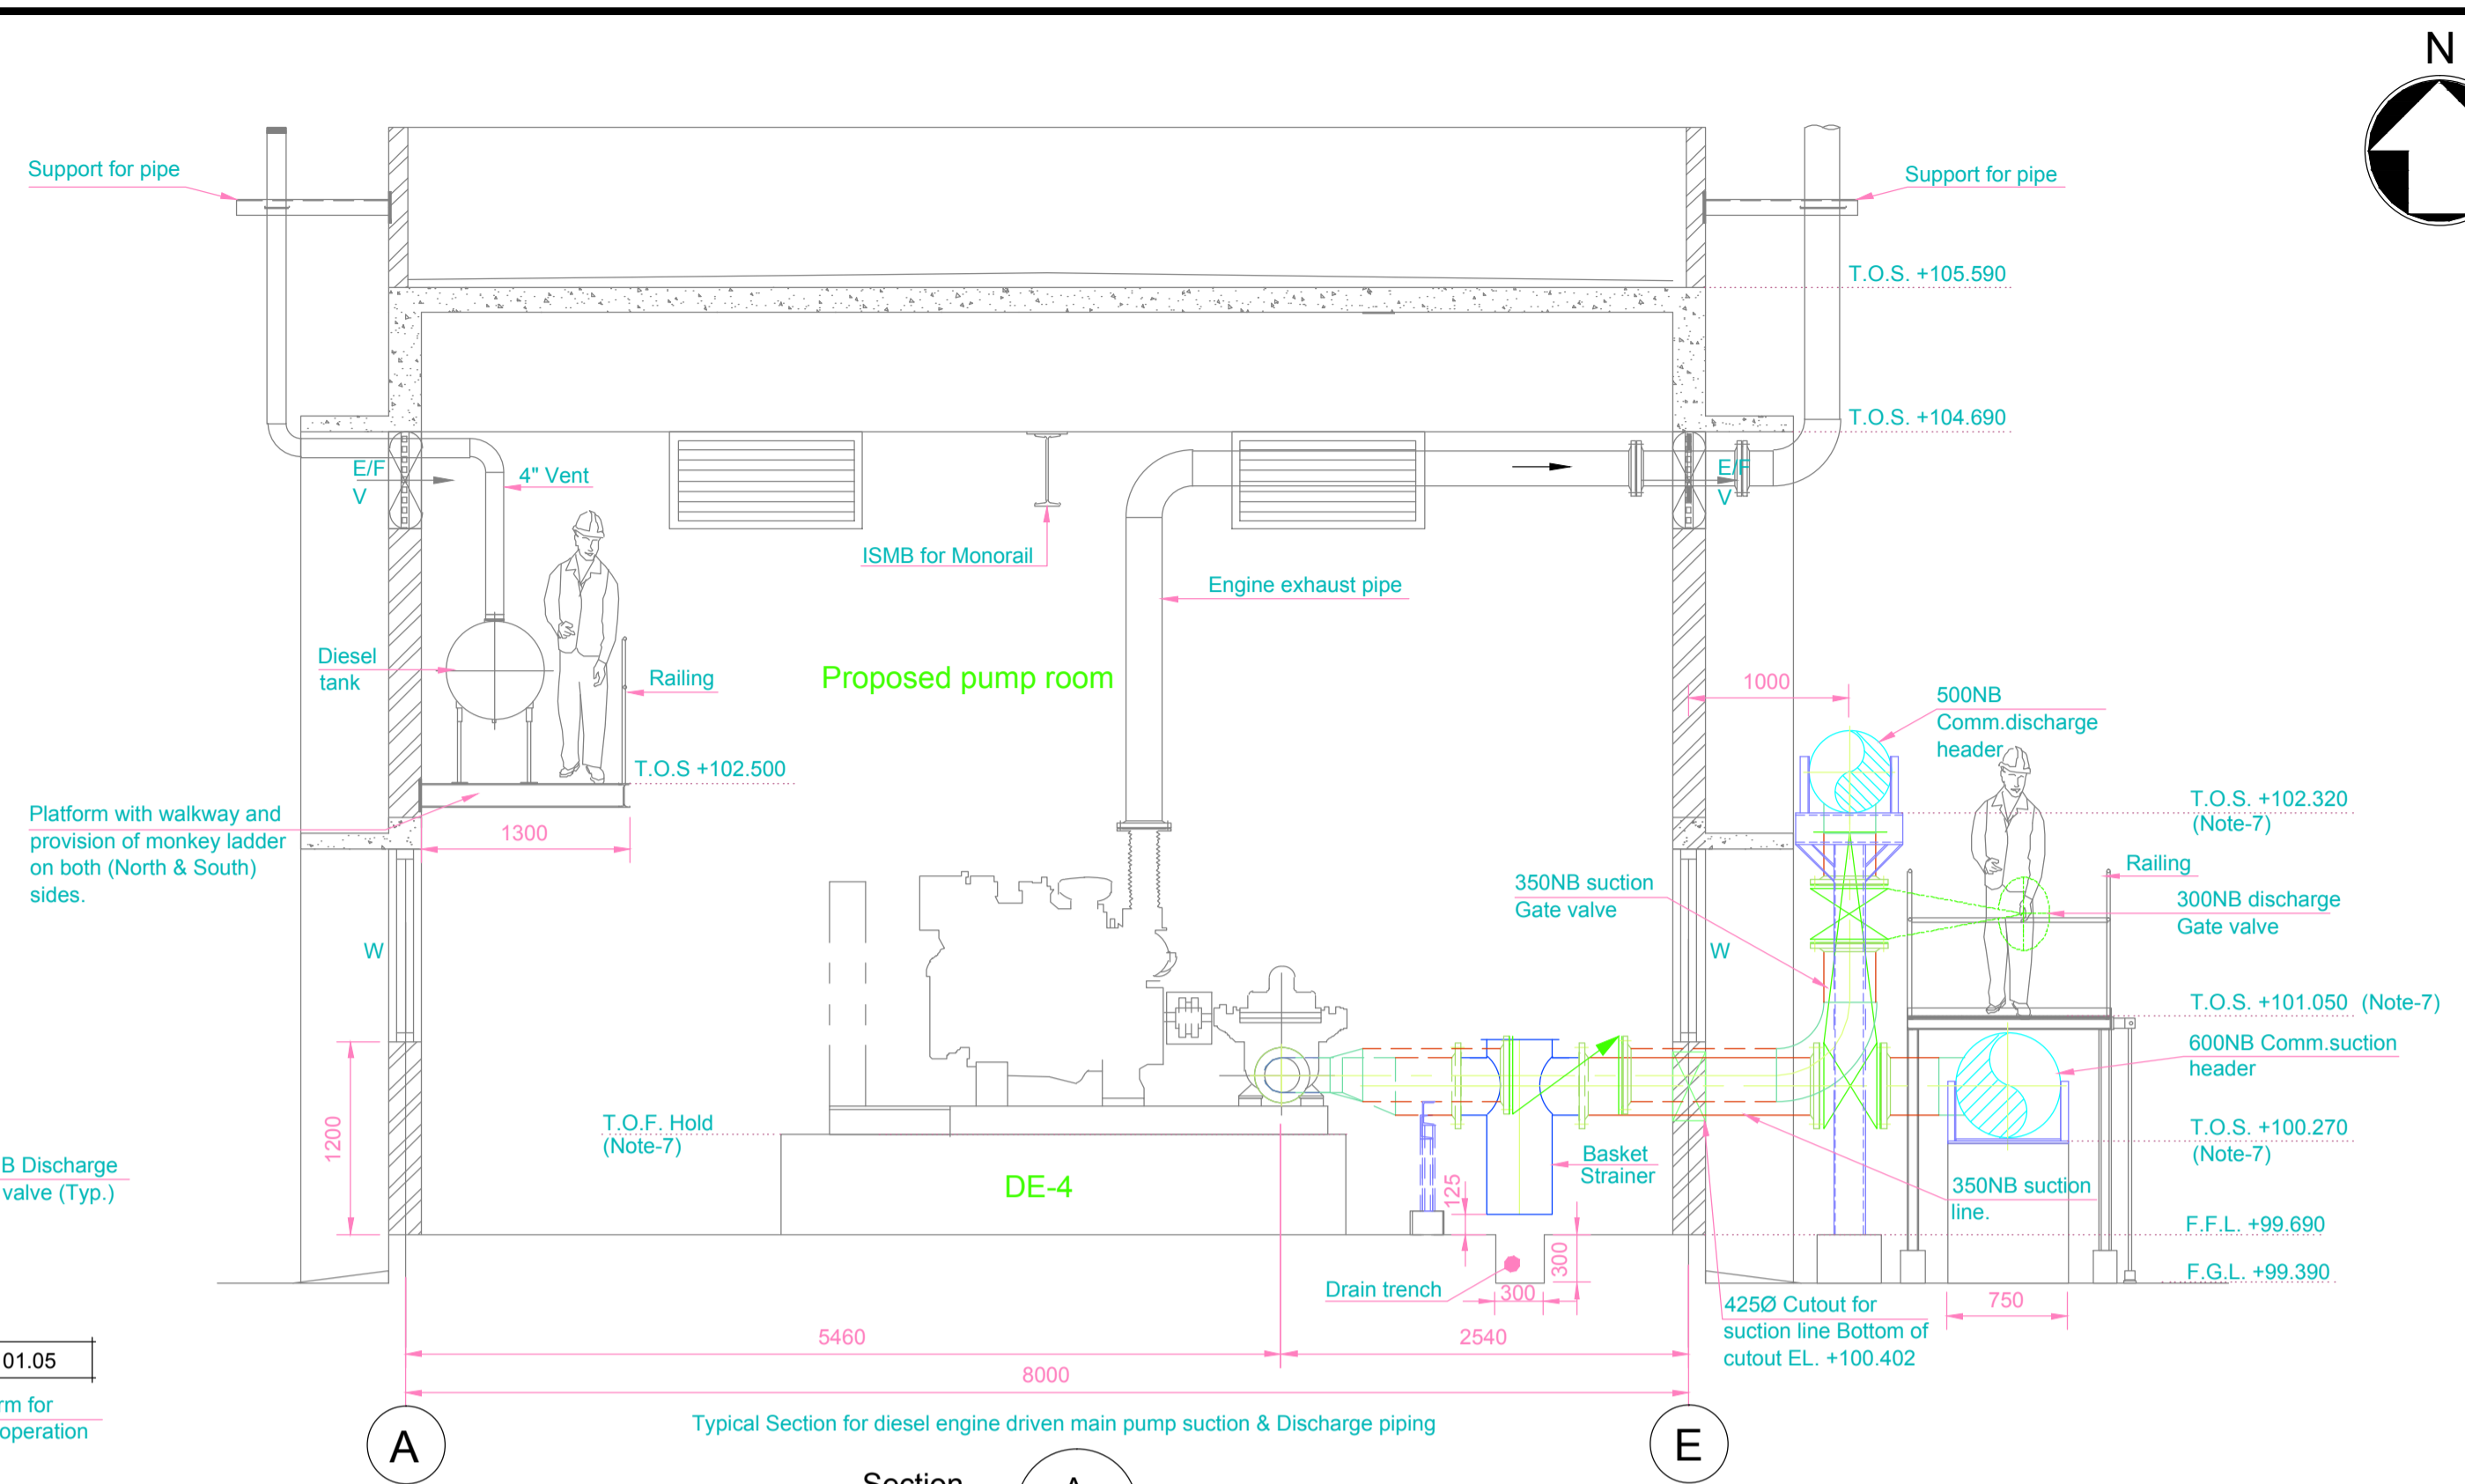 N
Support for pipe
Support for pipe
T.O.S. +105.590
T.O.S. +104.690
E/F
V
4" Vent
E/F
V
ISMB for Monorail
Engine exhaust pipe
Diesel
tank
Railing
Proposed pump room
1000
500NB
Comm.discharge
header
T.O.S +102.500
T.O.S. +102.320
(Note-7)
Platform with walkway and
provision of monkey ladder
on both (North & South)
sides.
1300
350NB suction
Gate valve
Railing
300NB discharge
Gate valve
W
W
T.O.S. +101.050 (Note-7)
600NB Comm.suction
header
1200
T.O.F. Hold
(Note-7)
T.O.S. +100.270
(Note-7)
B Discharge
valve (Typ.)
DE-4
125
Basket
Strainer
350NB suction
line.
F.F.L. +99.690
300
F.G.L. +99.390
Drain trench
300
425Ø Cutout for
suction line Bottom of
cutout EL. +100.402
750
5460
2540
01.05
8000
rm for
operation
A
Typical Section for diesel engine driven main pump suction & Discharge piping
E
Section
A